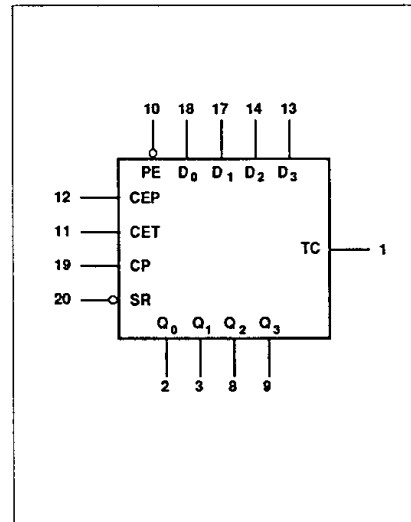 10 18 17 14 13
PE D0 D1 D2 D3
12 CEP
11 CET
TC 1
19 CP
20 SR
Q0 Q1 Q2 Q3
2 3 8 9